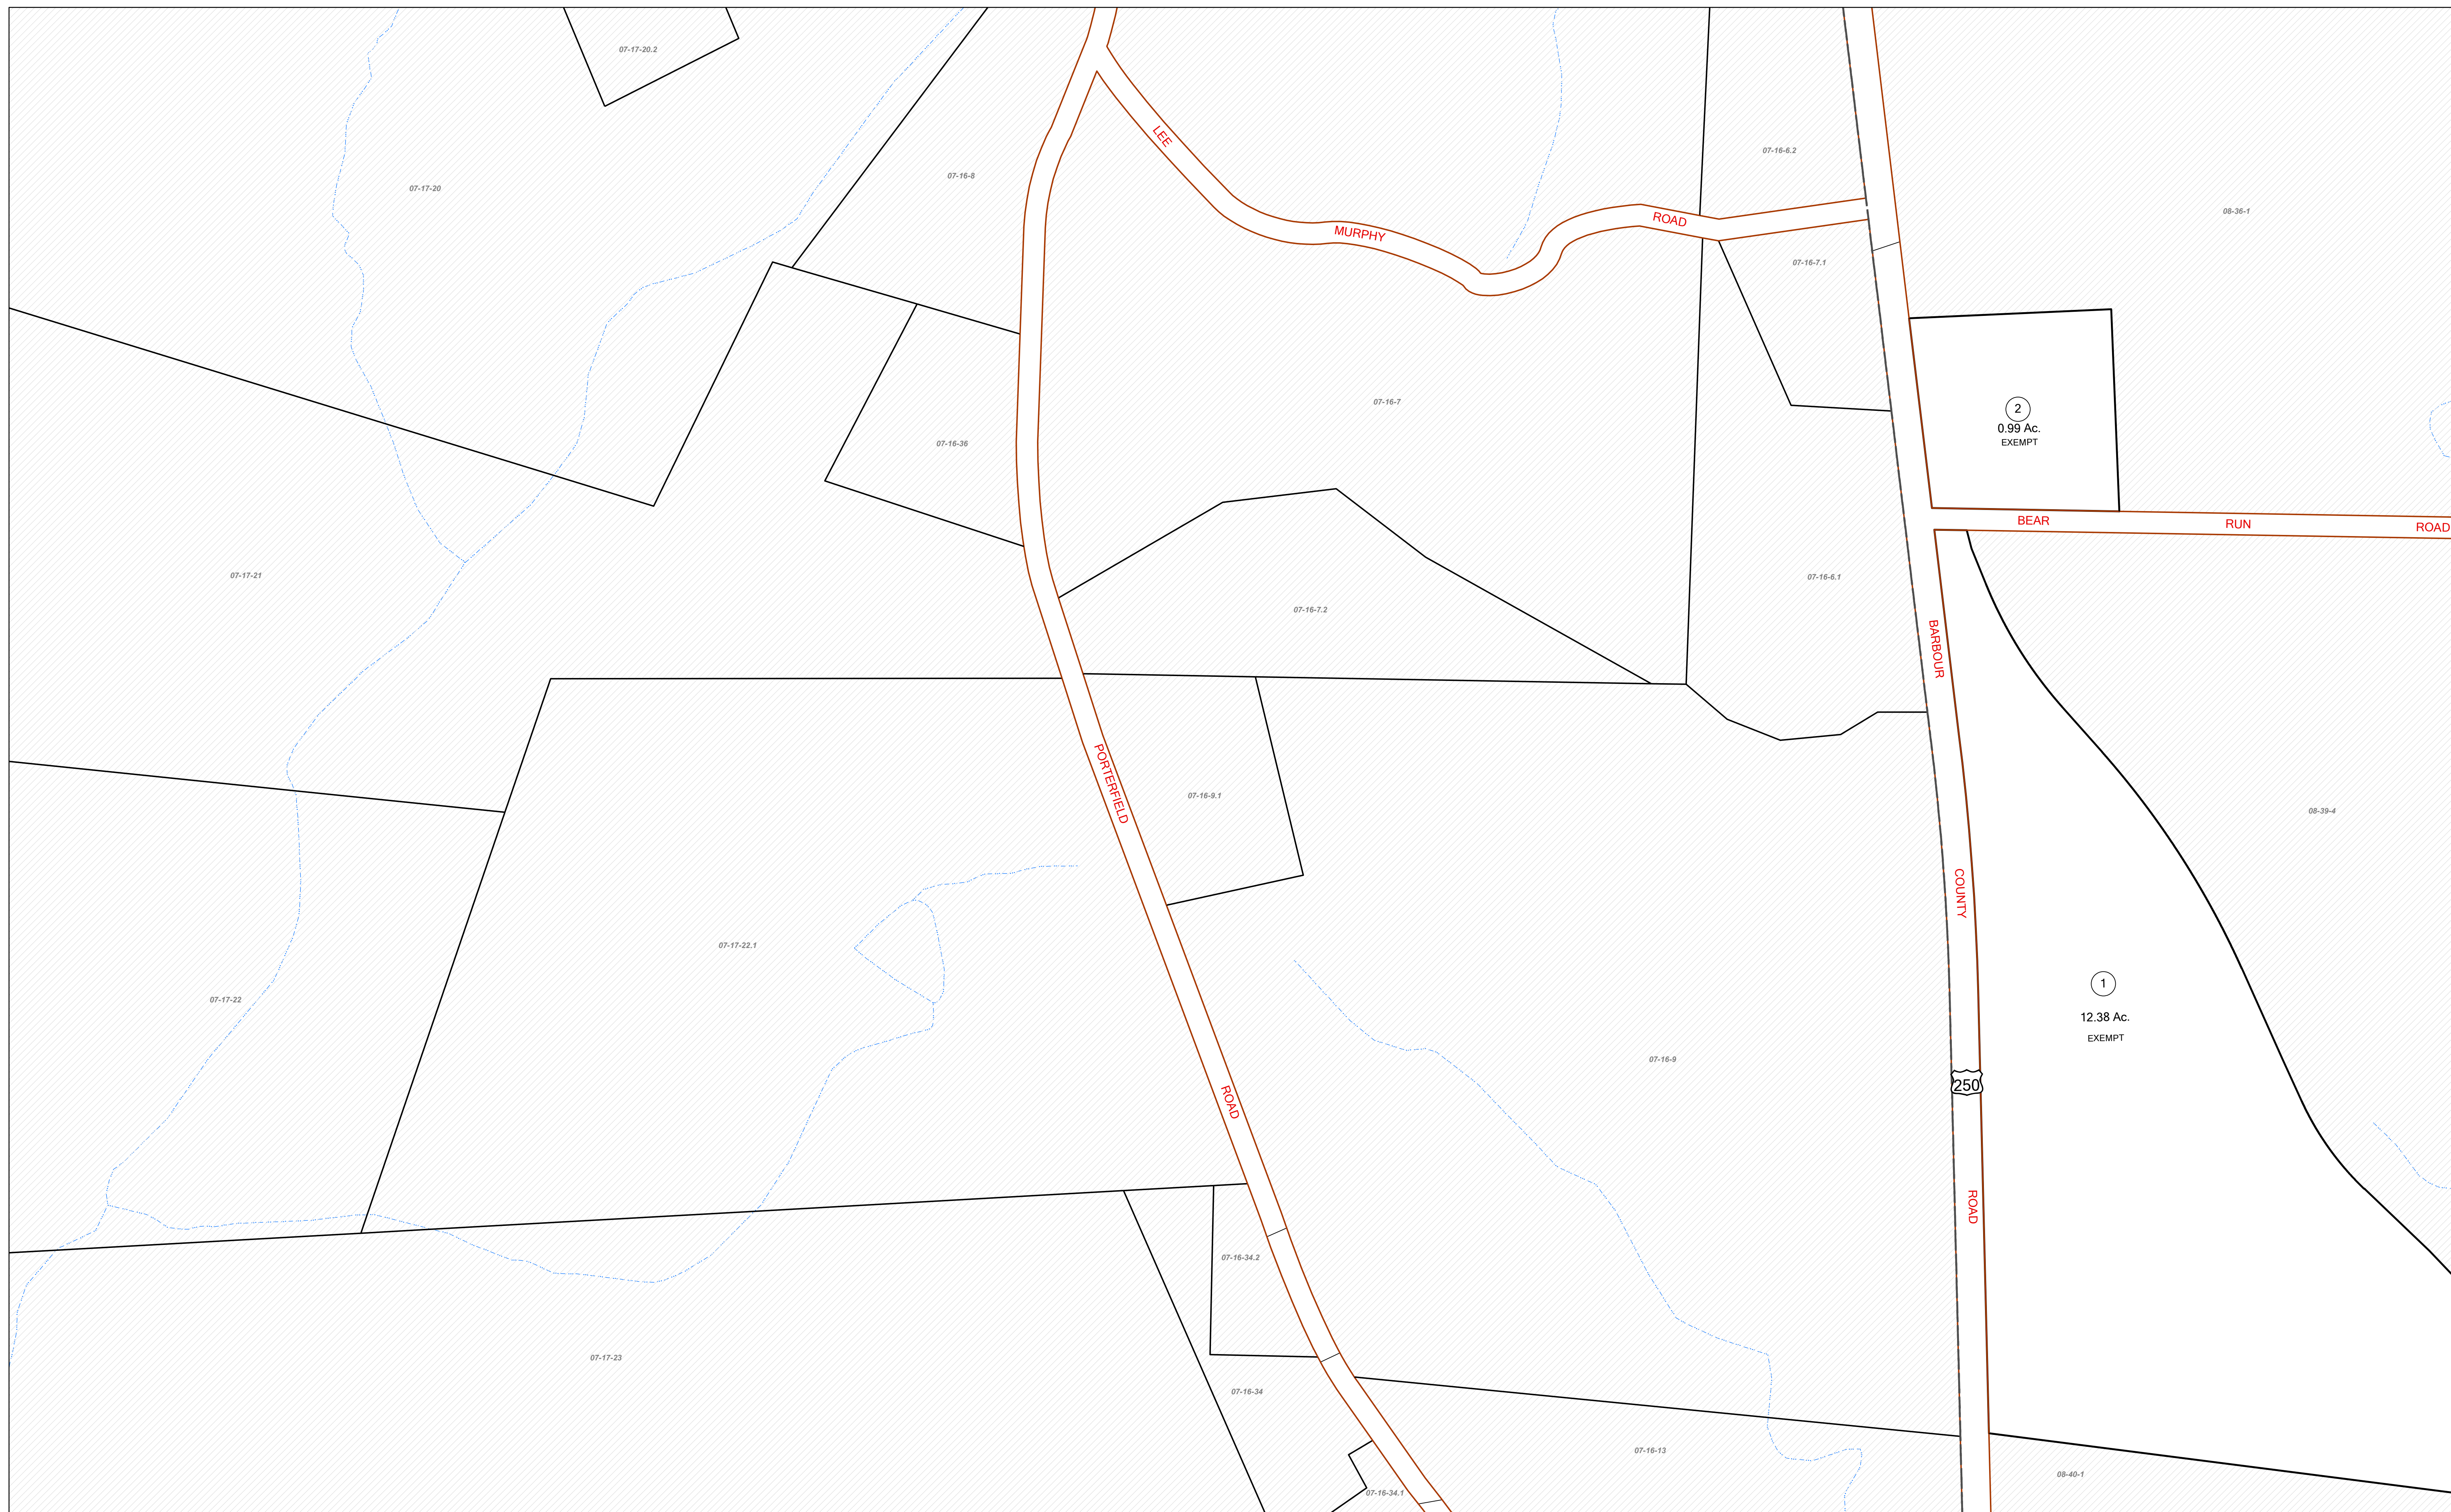 07-17-20.2
LEE
07-16-6.2
07-16-8
07-17-20
08-36-1
ROAD
MURPHY
07-16-7.1
07-16-7
2
0.99 Ac.
EXEMPT
07-16-36
BEAR RUN ROAD
07-17-21
07-16-6.1
07-16-7.2
BARBOUR
PORTERFIELD
07-16-9.1
08-39-4
COUNTY
07-17-22.1
1
07-17-22
12.38 Ac.
EXEMPT
07-16-9
250
ROAD
ROAD
07-16-34.2
07-17-23
07-16-34
07-16-13
08-40-1
07-16-34.1